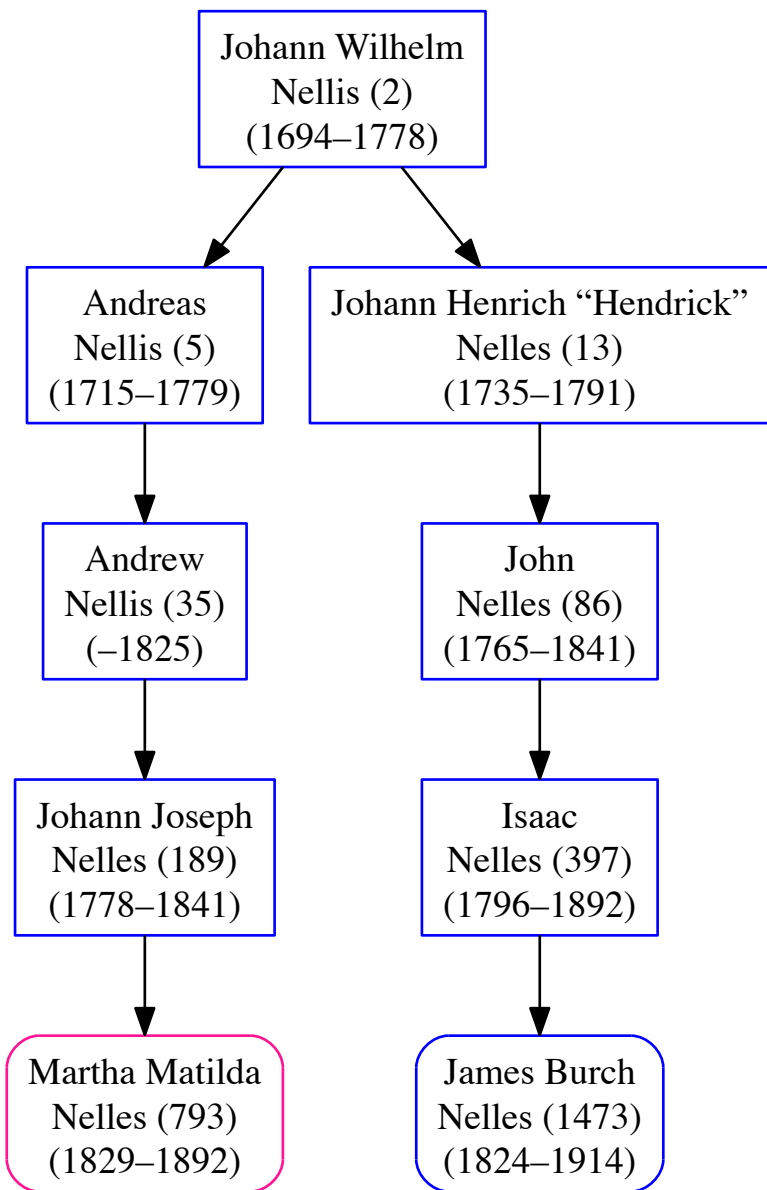 Johann Wilhelm
Nellis (2)
(1694–1778)
Andreas
Nellis (5)
(1715–1779)
Johann Henrich “Hendrick”
Nelles (13)
(1735–1791)
Andrew
Nellis (35)
(–1825)
John
Nelles (86)
(1765–1841)
Johann Joseph
Nelles (189)
(1778–1841)
Isaac
Nelles (397)
(1796–1892)
Martha Matilda
Nelles (793)
(1829–1892)
James Burch
Nelles (1473)
(1824–1914)